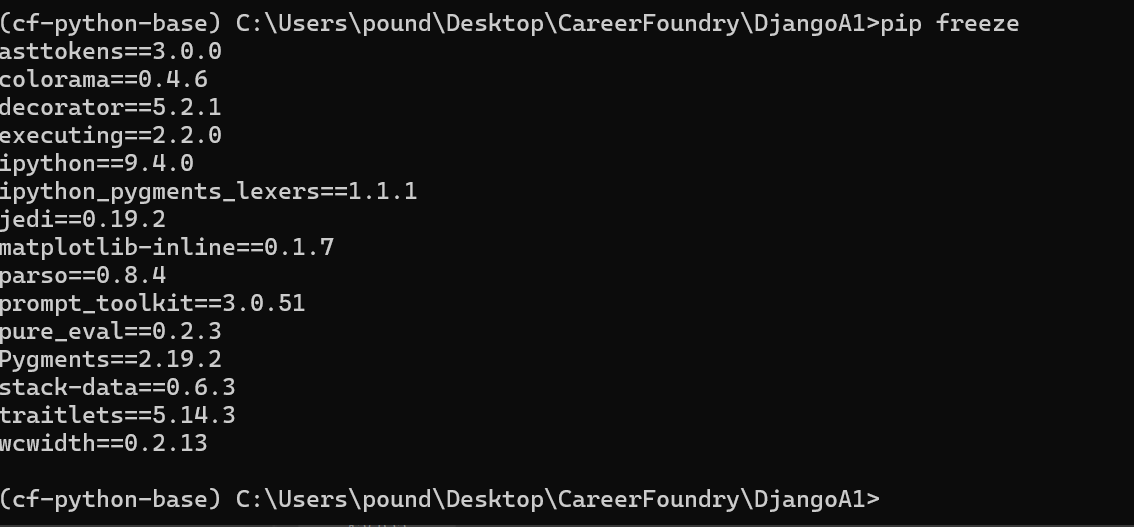 (cf-python-base) C:\Users\pound\Desktop\CareerFoundry\DjangoA1>pip freeze
asttokens==3.0.0
colorama==0.4.6
decorator==5.2.1
executing==2.2.0
ipython==9.4.0
ipython_pygments_lexers==1.1.1
jedi==0.19.2
matplotlib-inline==0.1.7
parso==0.8.4
prompt_toolkit==3.0.51
pure_eval==0.2.3
Pygments==2.19.2
stack-data==0.6.3
traitlets==5.14.3
wcwidth==0.2.13
(cf-python-base) C:\Users\pound\Desktop\CareerFoundry\DjangoA1>